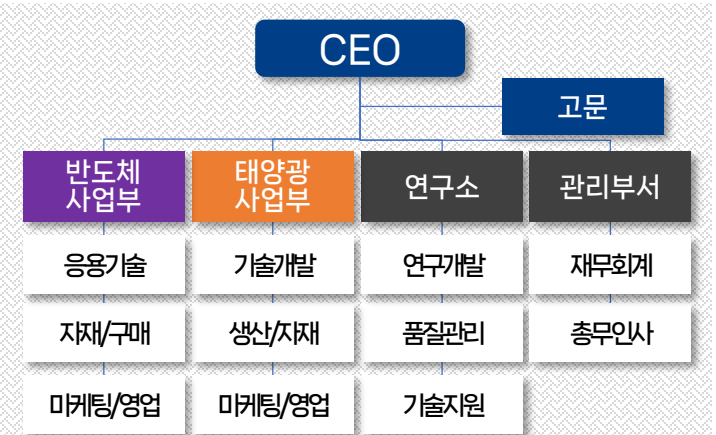 CEO
고문
반도체
사업부
태양광
사업부
연구소
관리부서
응용기술
기술개발
연구개발
재무회계
자재/구매
생산/자재
품질관리
총무인사
마케팅/영업
마케팅/영업
기술지원